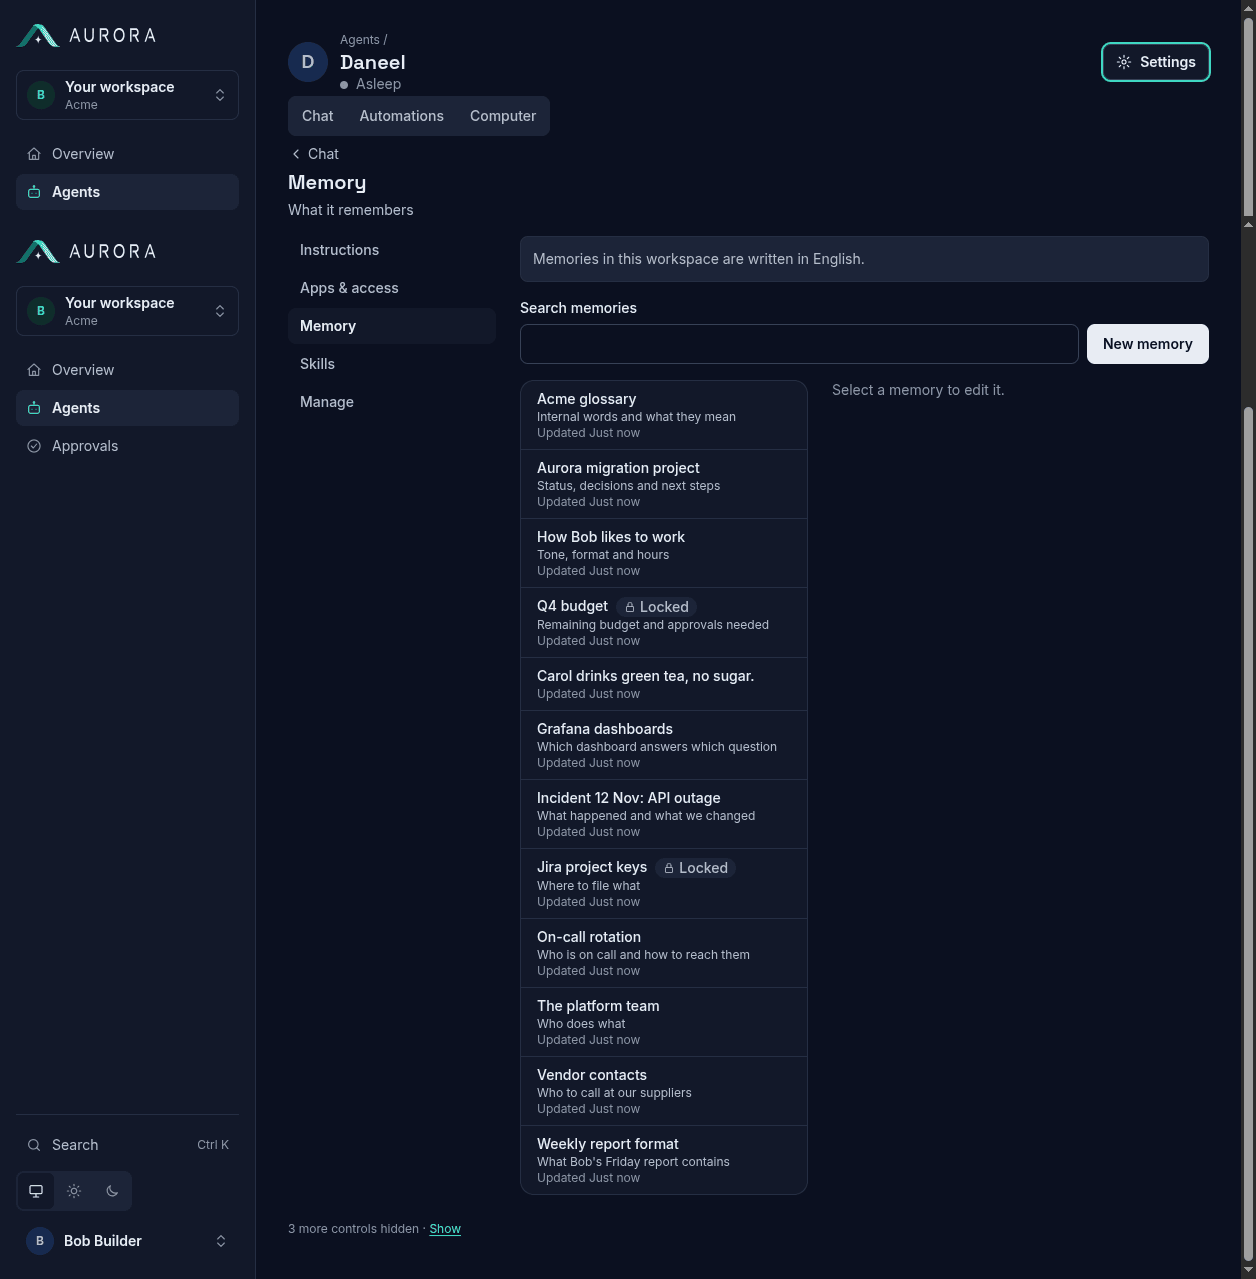 AURORA
B
Your workspace
Acme
Overview
Agents
AURORA
B
Your workspace
Acme
Overview
Agents
Approvals
Search
Ctrl K
B
Bob Builder
D
Agents /
Daneel
Asleep
Settings
Chat
Automations
Computer
Chat
Memory
What it remembers
Instructions
Apps & access
Memory
Skills
Manage
Memories in this workspace are written in English.
Search memories
New memory
Acme glossary
Internal words and what they mean
Updated Just now
Aurora migration project
Status, decisions and next steps
Updated Just now
How Bob likes to work
Tone, format and hours
Updated Just now
Q4 budget
Locked
Remaining budget and approvals needed
Updated Just now
Carol drinks green tea, no sugar.
Updated Just now
Grafana dashboards
Which dashboard answers which question
Updated Just now
Incident 12 Nov: API outage
What happened and what we changed
Updated Just now
Jira project keys
Locked
Where to file what
Updated Just now
On-call rotation
Who is on call and how to reach them
Updated Just now
The platform team
Who does what
Updated Just now
Vendor contacts
Who to call at our suppliers
Updated Just now
Weekly report format
What Bob's Friday report contains
Updated Just now
Select a memory to edit it.
3 more controls hidden · Show